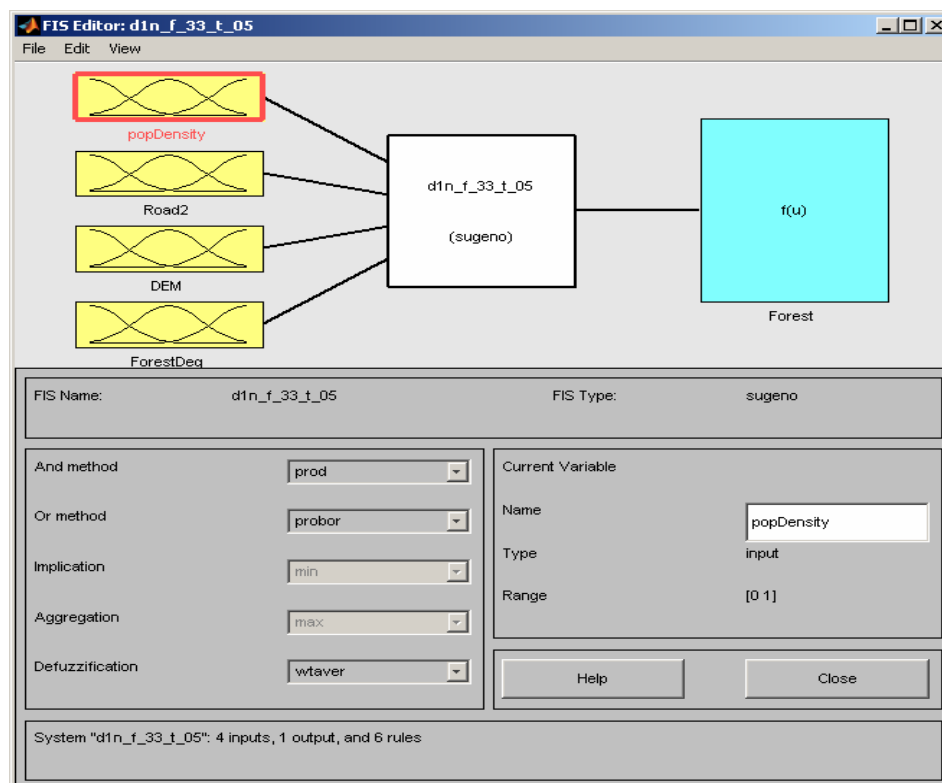 FIS Editor: d1n_f_33_t_05
File Edit View
popDensity
Road2
DEM
ForestDeg
d1n_f_33_t_05
(sugeno)
f(u)
Forest
FIS Name: d1n_f_33_t_05 FIS Type: sugeno
And method prod
Or method probor
Implication min
Aggregation max
Defuzzification wtaver
Current Variable
Name popDensity
Type input
Range [0 1]
Help Close
System "d1n_f_33_t_05": 4 inputs, 1 output, and 6 rules